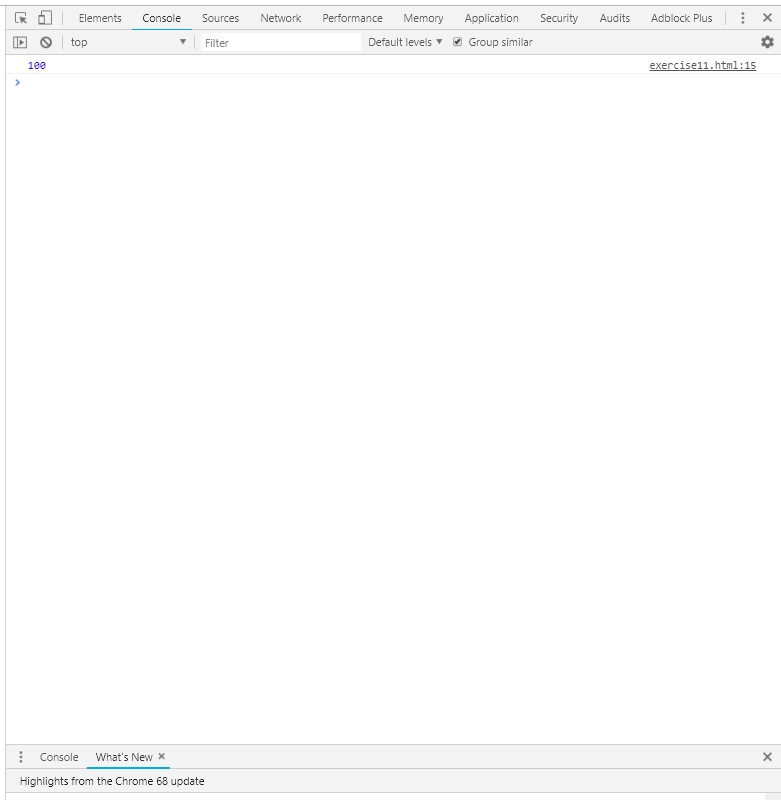 Elements Console Sources Network Performance Memory Application Security Audits Adblock Plus
top Filter Default levels Group similar
100 exercise11.html:15
Console What's New
Highlights from the Chrome 68 update